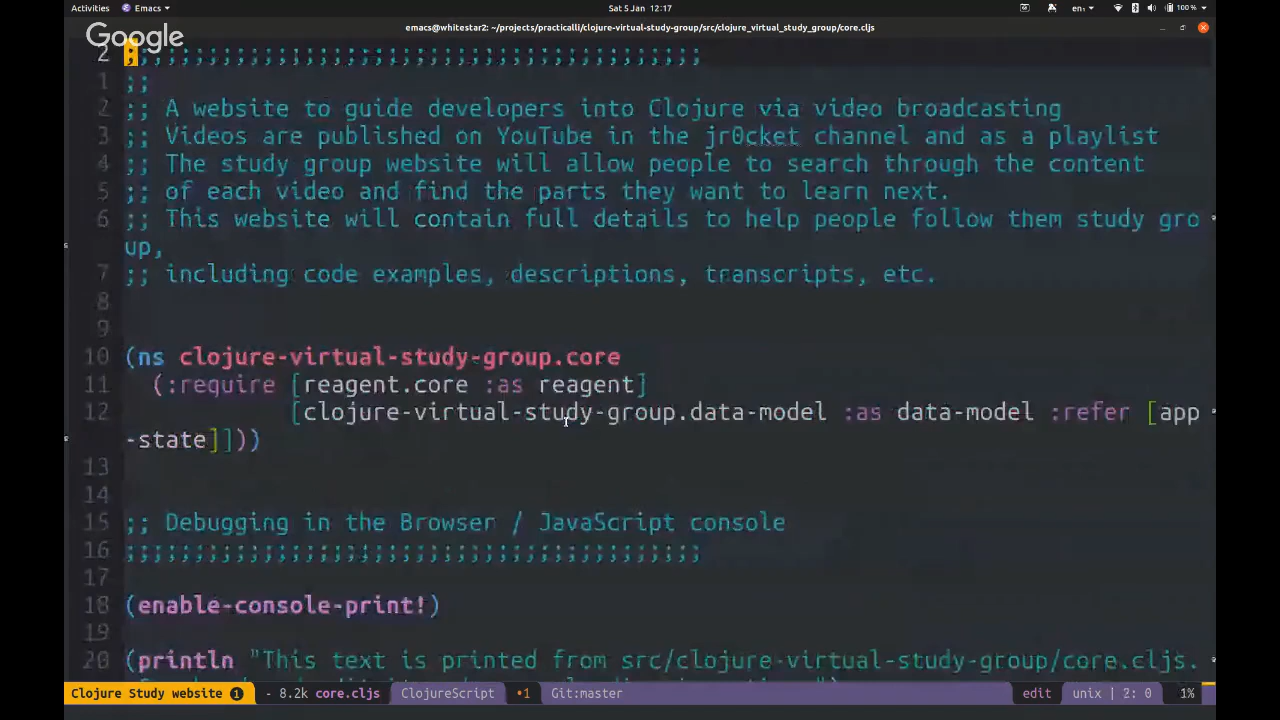 Activities Emacs Sat 5 Jan 12:17 en₁ 100 %
emacs@whitestar2: ~/projects/practicalli/clojure-virtual-study-group/src/clojure_virtual_study_group/core.cljs
Google
2 ;;;;;;;;;;;;;;;;;;;;;;;;;;;;;;;;;;;;;;;;;;
1 ;;
2 ;; A website to guide developers into Clojure via video broadcasting
3 ;; Videos are published on YouTube in the jr0cket channel and as a playlist
4 ;; The study group website will allow people to search through the content
5 ;; of each video and find the parts they want to learn next.
6 ;; This website will contain full details to help people follow them study gro
up,
7 ;; including code examples, descriptions, transcripts, etc.
8
9
10 (ns clojure-virtual-study-group.core
11 (:require [reagent.core :as reagent]
12 [clojure-virtual-study-group.data-model :as data-model :refer [app
-state]]))
13
14
15 ;; Debugging in the Browser / JavaScript console
16 ;;;;;;;;;;;;;;;;;;;;;;;;;;;;;;;;;;;;;;;;;;
17
18 (enable-console-print!)
19
20 (println "This text is printed from src/clojure-virtual-study-group/core.cljs.
Clojure Study website 1 - 8.2k core.cljs ClojureScript •1 Git:master edit unix | 2: 0 1%